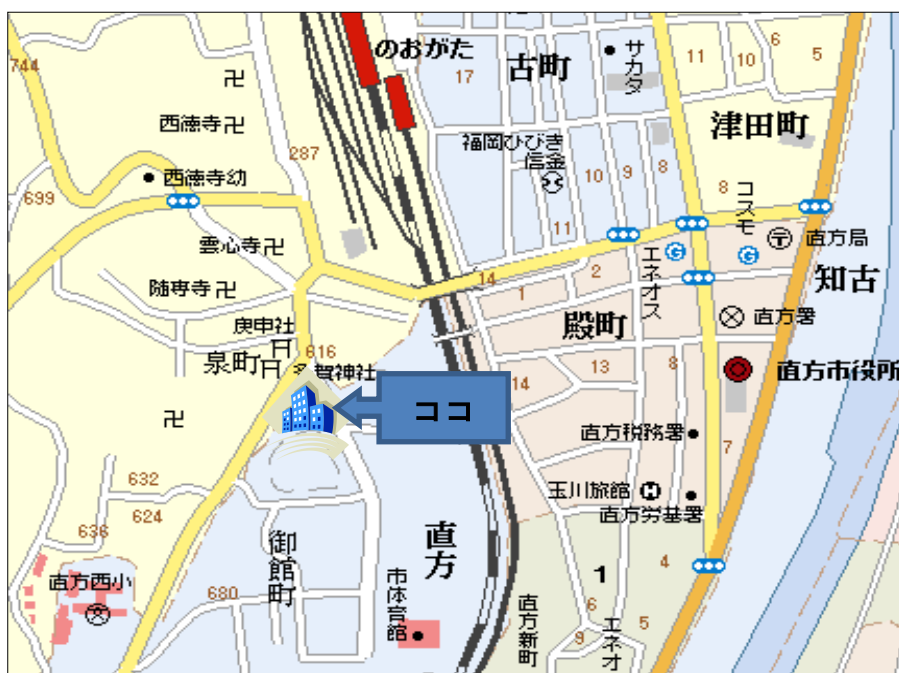 744
のおがた
17
古町
サカタ
11
10
6
5
津田町
西徳寺
287
福岡ひびき
信金
西徳寺幼
699
10
9
8
8
コスモ
雲心寺
11
直方局
エネオス
随専寺
14
1
2
知古
殿町
直方署
庚申社
616
泉町
賀神社
14
13
8
直方市役所
ココ
直方税務署
7
632
624
玉川旅館
直方労基署
636
御館町
直方
直方西小
680
市体育館
1
4
直方新町
6
9
エネオ
5